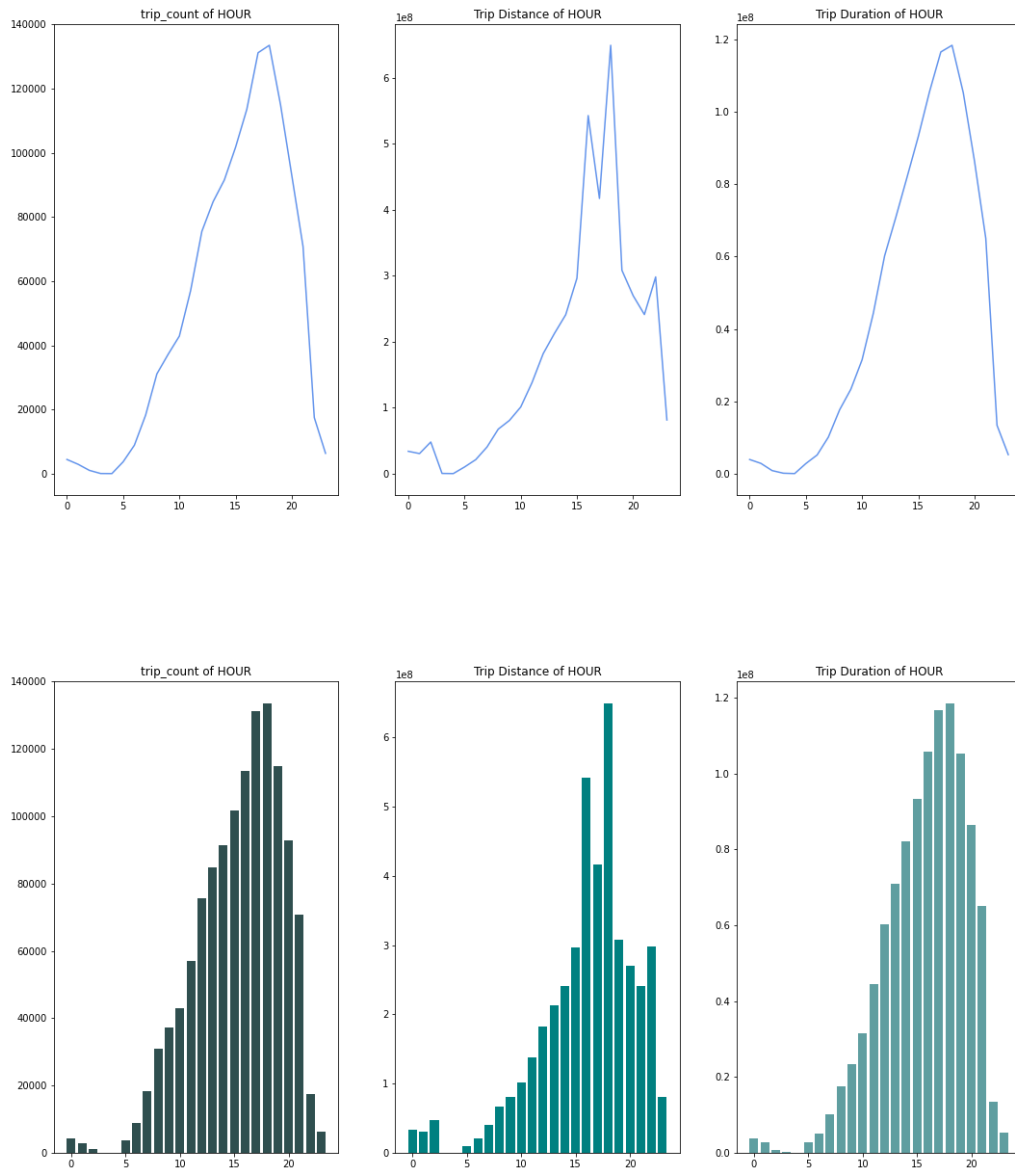 trip_count of HOUR
140000
120000
100000
80000
60000
40000
20000
0
0 5 10 15 20
Trip Distance of HOUR
1e8
6
5
4
3
2
1
0
0 5 10 15 20
Trip Duration of HOUR
1e8
1.2
1.0
0.8
0.6
0.4
0.2
0.0
0 5 10 15 20
trip_count of HOUR
140000
120000
100000
80000
60000
40000
20000
0
0 5 10 15 20
Trip Distance of HOUR
1e8
6
5
4
3
2
1
0
0 5 10 15 20
Trip Duration of HOUR
1e8
1.2
1.0
0.8
0.6
0.4
0.2
0.0
0 5 10 15 20